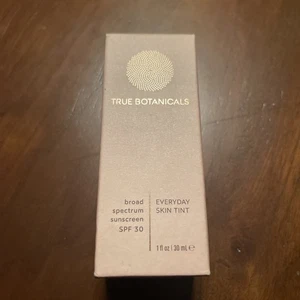 TRUE BOTANICALS
broad
spectrum
sunscreen
SPF 30
EVERYDAY
SKIN TINT
1 fl oz | 30 mL ℮